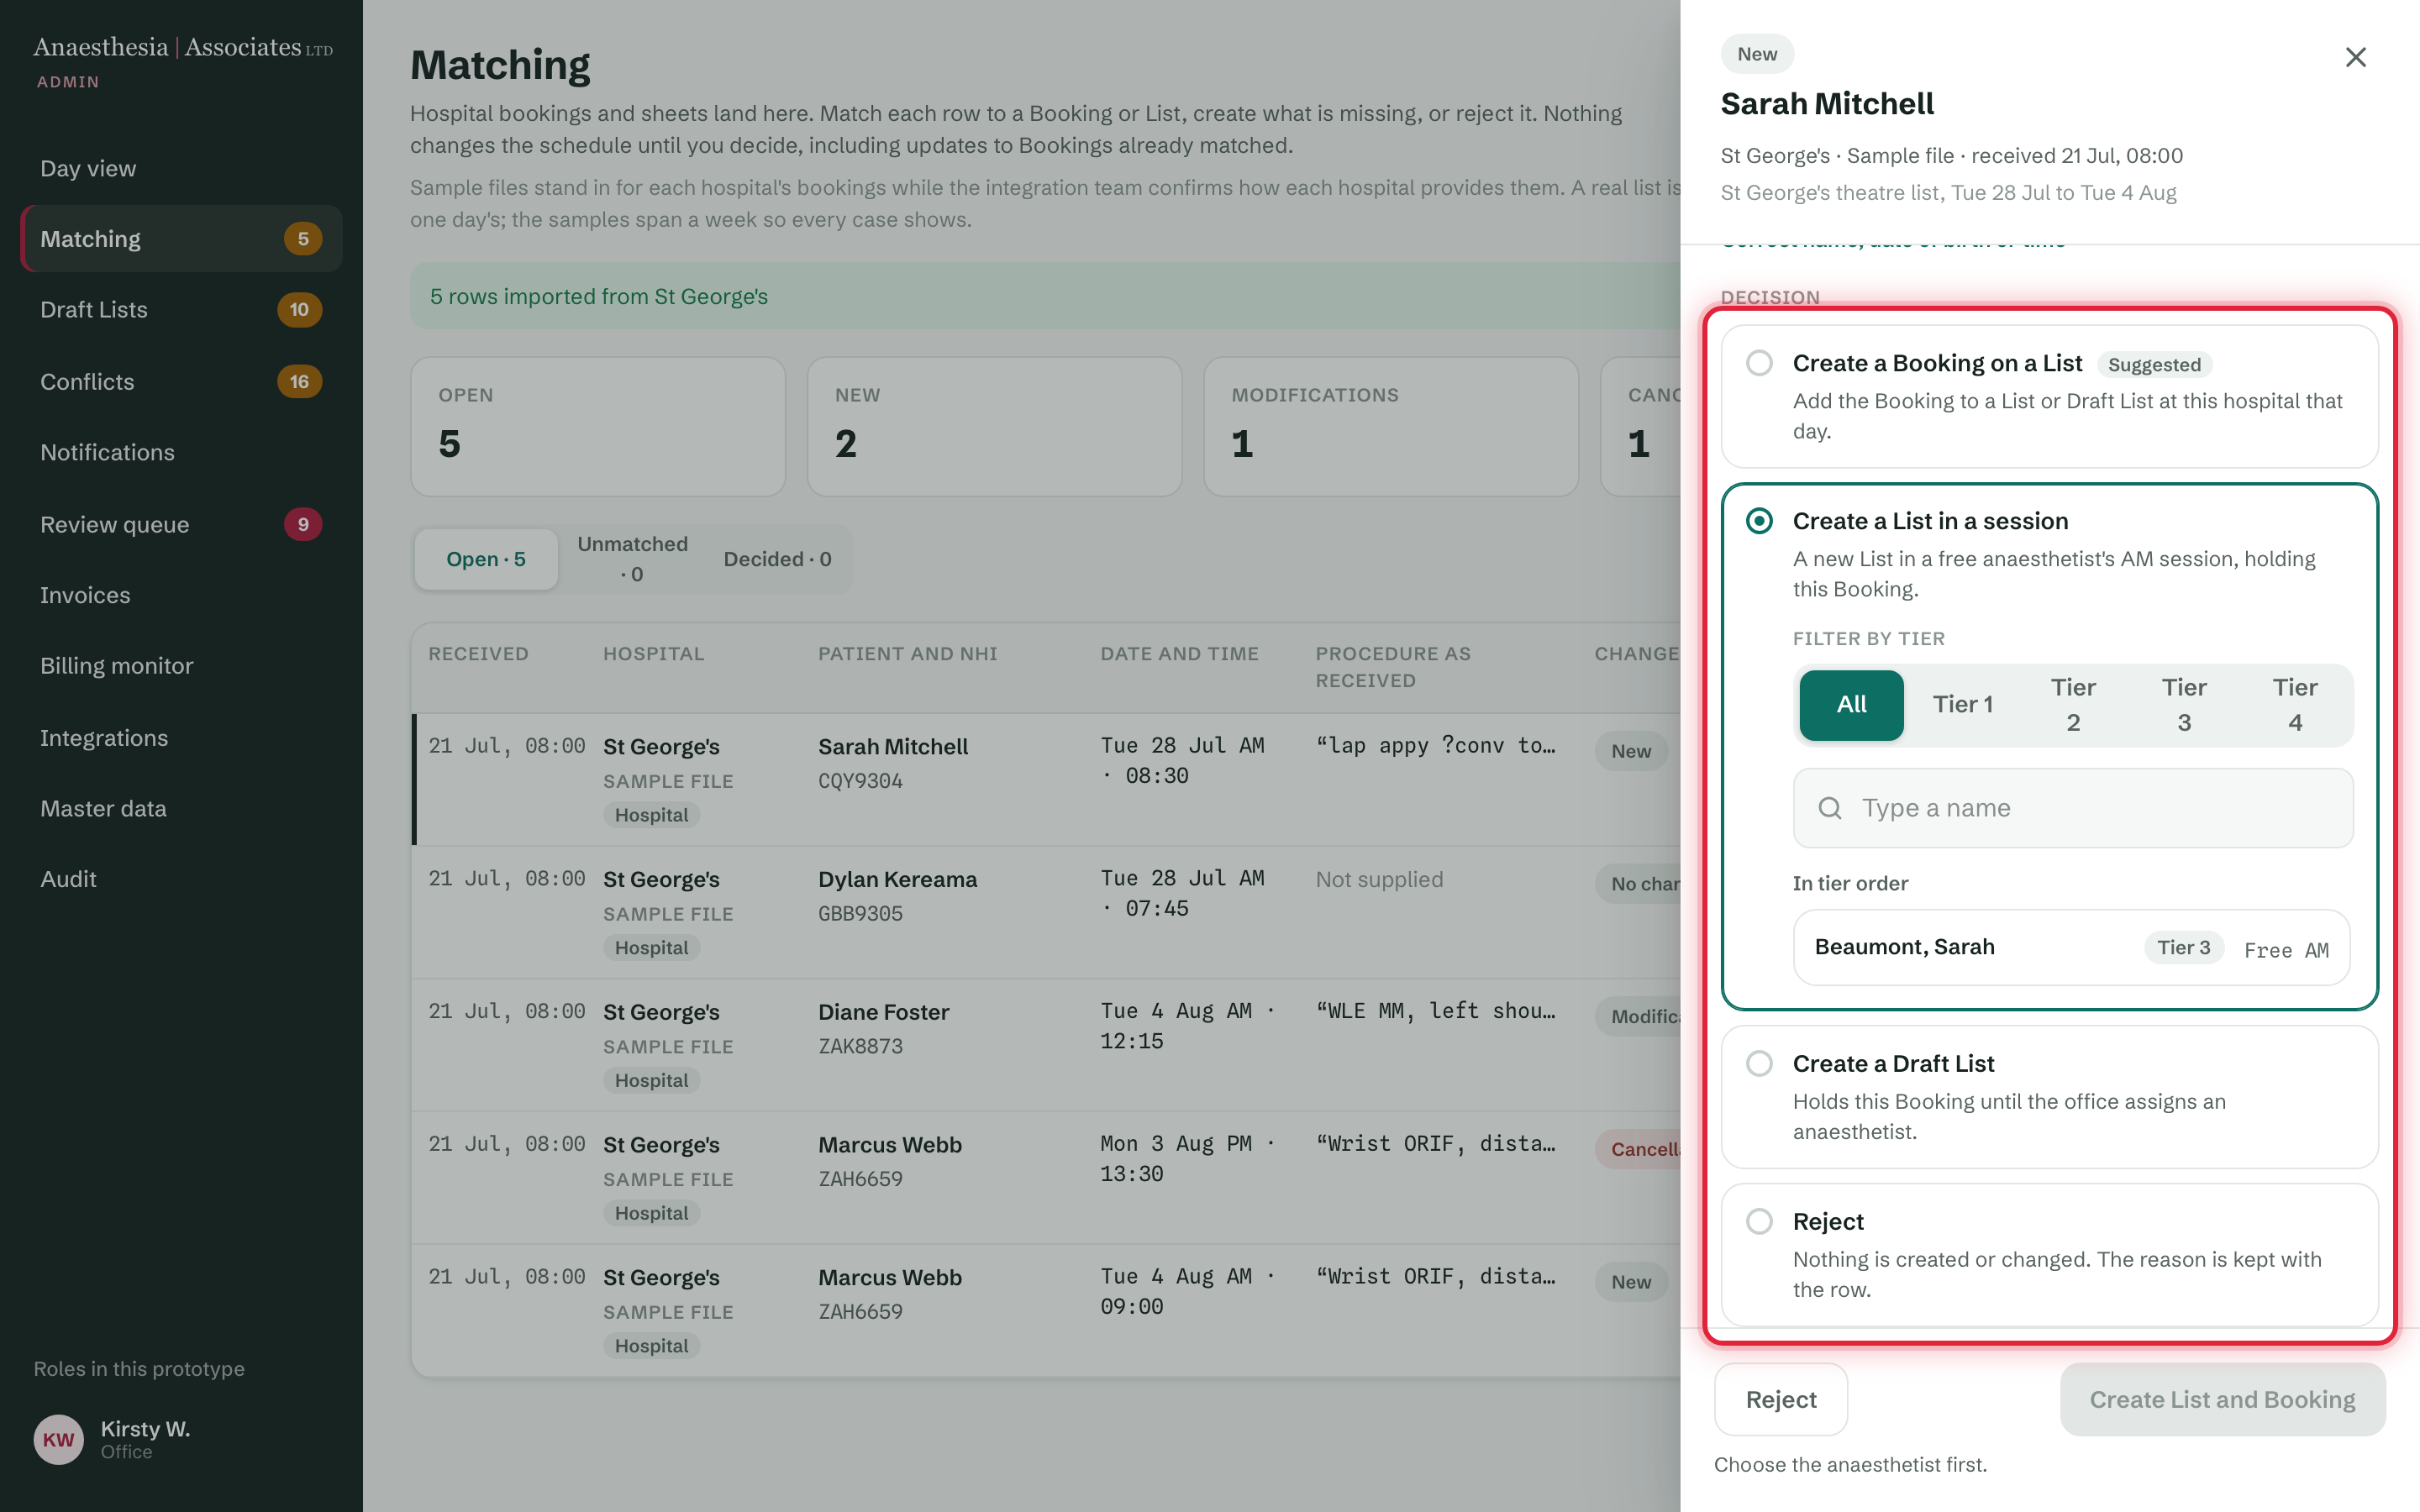 Anaesthesia | Associates LTD
ADMIN
Day view
Matching 5
Draft Lists 10
Conflicts 16
Notifications
Review queue 9
Invoices
Billing monitor
Integrations
Master data
Audit
Roles in this prototype
KW
Kirsty W.
Office
Matching
Hospital bookings and sheets land here. Match each row to a Booking or List, create what is missing, or reject it. Nothing
changes the schedule until you decide, including updates to Bookings already matched.
Sample files stand in for each hospital's bookings while the integration team confirms how each hospital provides them. A real list is
one day's; the samples span a week so every case shows.
5 rows imported from St George's
OPEN
5
NEW
2
MODIFICATIONS
1
CANC
1
Open · 5
Unmatched
· 0
Decided · 0
RECEIVED HOSPITAL PATIENT AND NHI DATE AND TIME PROCEDURE AS CHANGE
RECEIVED
21 Jul, 08:00 St George's Sarah Mitchell Tue 28 Jul AM “lap appy ?conv to… New
SAMPLE FILE CQY9304 · 08:30
Hospital
21 Jul, 08:00 St George's Dylan Kereama Tue 28 Jul AM Not supplied No char
SAMPLE FILE GBB9305 · 07:45
Hospital
21 Jul, 08:00 St George's Diane Foster Tue 4 Aug AM · “WLE MM, left shou… Modifica
SAMPLE FILE ZAK8873 12:15
Hospital
21 Jul, 08:00 St George's Marcus Webb Mon 3 Aug PM · “Wrist ORIF, dista… Cancella
SAMPLE FILE ZAH6659 13:30
Hospital
21 Jul, 08:00 St George's Marcus Webb Tue 4 Aug AM · “Wrist ORIF, dista… New
SAMPLE FILE ZAH6659 09:00
Hospital
New
Sarah Mitchell
St George's · Sample file · received 21 Jul, 08:00
St George's theatre list, Tue 28 Jul to Tue 4 Aug
DECISION
Create a Booking on a List Suggested
Add the Booking to a List or Draft List at this hospital that
day.
Create a List in a session
A new List in a free anaesthetist's AM session, holding
this Booking.
FILTER BY TIER
All
Tier 1
Tier
2
Tier
3
Tier
4
Type a name
In tier order
Beaumont, Sarah Tier 3 Free AM
Create a Draft List
Holds this Booking until the office assigns an
anaesthetist.
Reject
Nothing is created or changed. The reason is kept with
the row.
Reject
Create List and Booking
Choose the anaesthetist first.